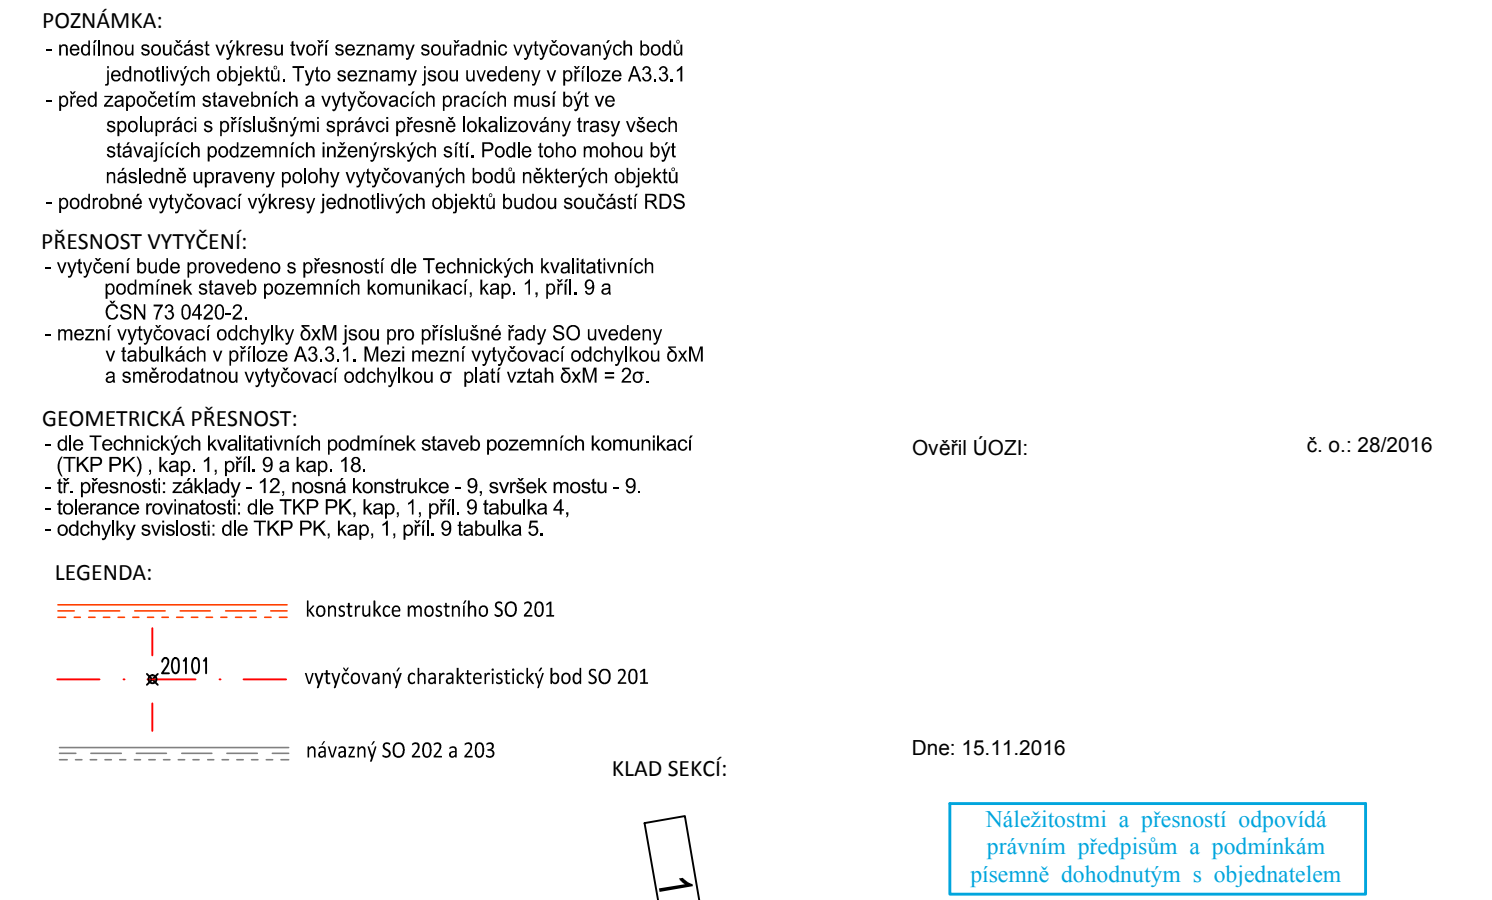 POZNÁMKA:
- nedílnou součást výkresu tvoří seznamy souřadnic vytyčovaných bodů
jednotlivých objektů. Tyto seznamy jsou uvedeny v příloze A3.3.1
- před započetím stavebních a vytyčovacích pracích musí být ve
spolupráci s příslušnými správci přesně lokalizovány trasy všech
stávajících podzemních inženýrských sítí. Podle toho mohou být
následně upraveny polohy vytyčovaných bodů některých objektů
- podrobné vytyčovací výkresy jednotlivých objektů budou součástí RDS
PŘESNOST VYTYČENÍ:
- vytyčení bude provedeno s přesností dle Technických kvalitativních
podmínek staveb pozemních komunikací, kap. 1, příl. 9 a
ČSN 73 0420-2.
- mezní vytyčovací odchylky δxM jsou pro příslušné řady SO uvedeny
v tabulkách v příloze A3.3.1. Mezi mezní vytyčovací odchylkou δxM
a směrodatnou vytyčovací odchylkou σ platí vztah δxM = 2σ.
GEOMETRICKÁ PŘESNOST:
- dle Technických kvalitativních podmínek staveb pozemních komunikací
(TKP PK) , kap. 1, příl. 9 a kap. 18.
- tř. přesnosti: základy - 12, nosná konstrukce - 9, svršek mostu - 9.
- tolerance rovinatosti: dle TKP PK, kap, 1, příl. 9 tabulka 4,
- odchylky svislosti: dle TKP PK, kap, 1, příl. 9 tabulka 5.
LEGENDA:
konstrukce mostního SO 201
20101
vytyčovaný charakteristický bod SO 201
návazný SO 202 a 203
KLAD SEKCÍ:
1
Ověřil ÚOZI:
č. o.: 28/2016
Dne: 15.11.2016
Náležitostmi a přesností odpovídá
právním předpisům a podmínkám
písemně dohodnutým s objednatelem